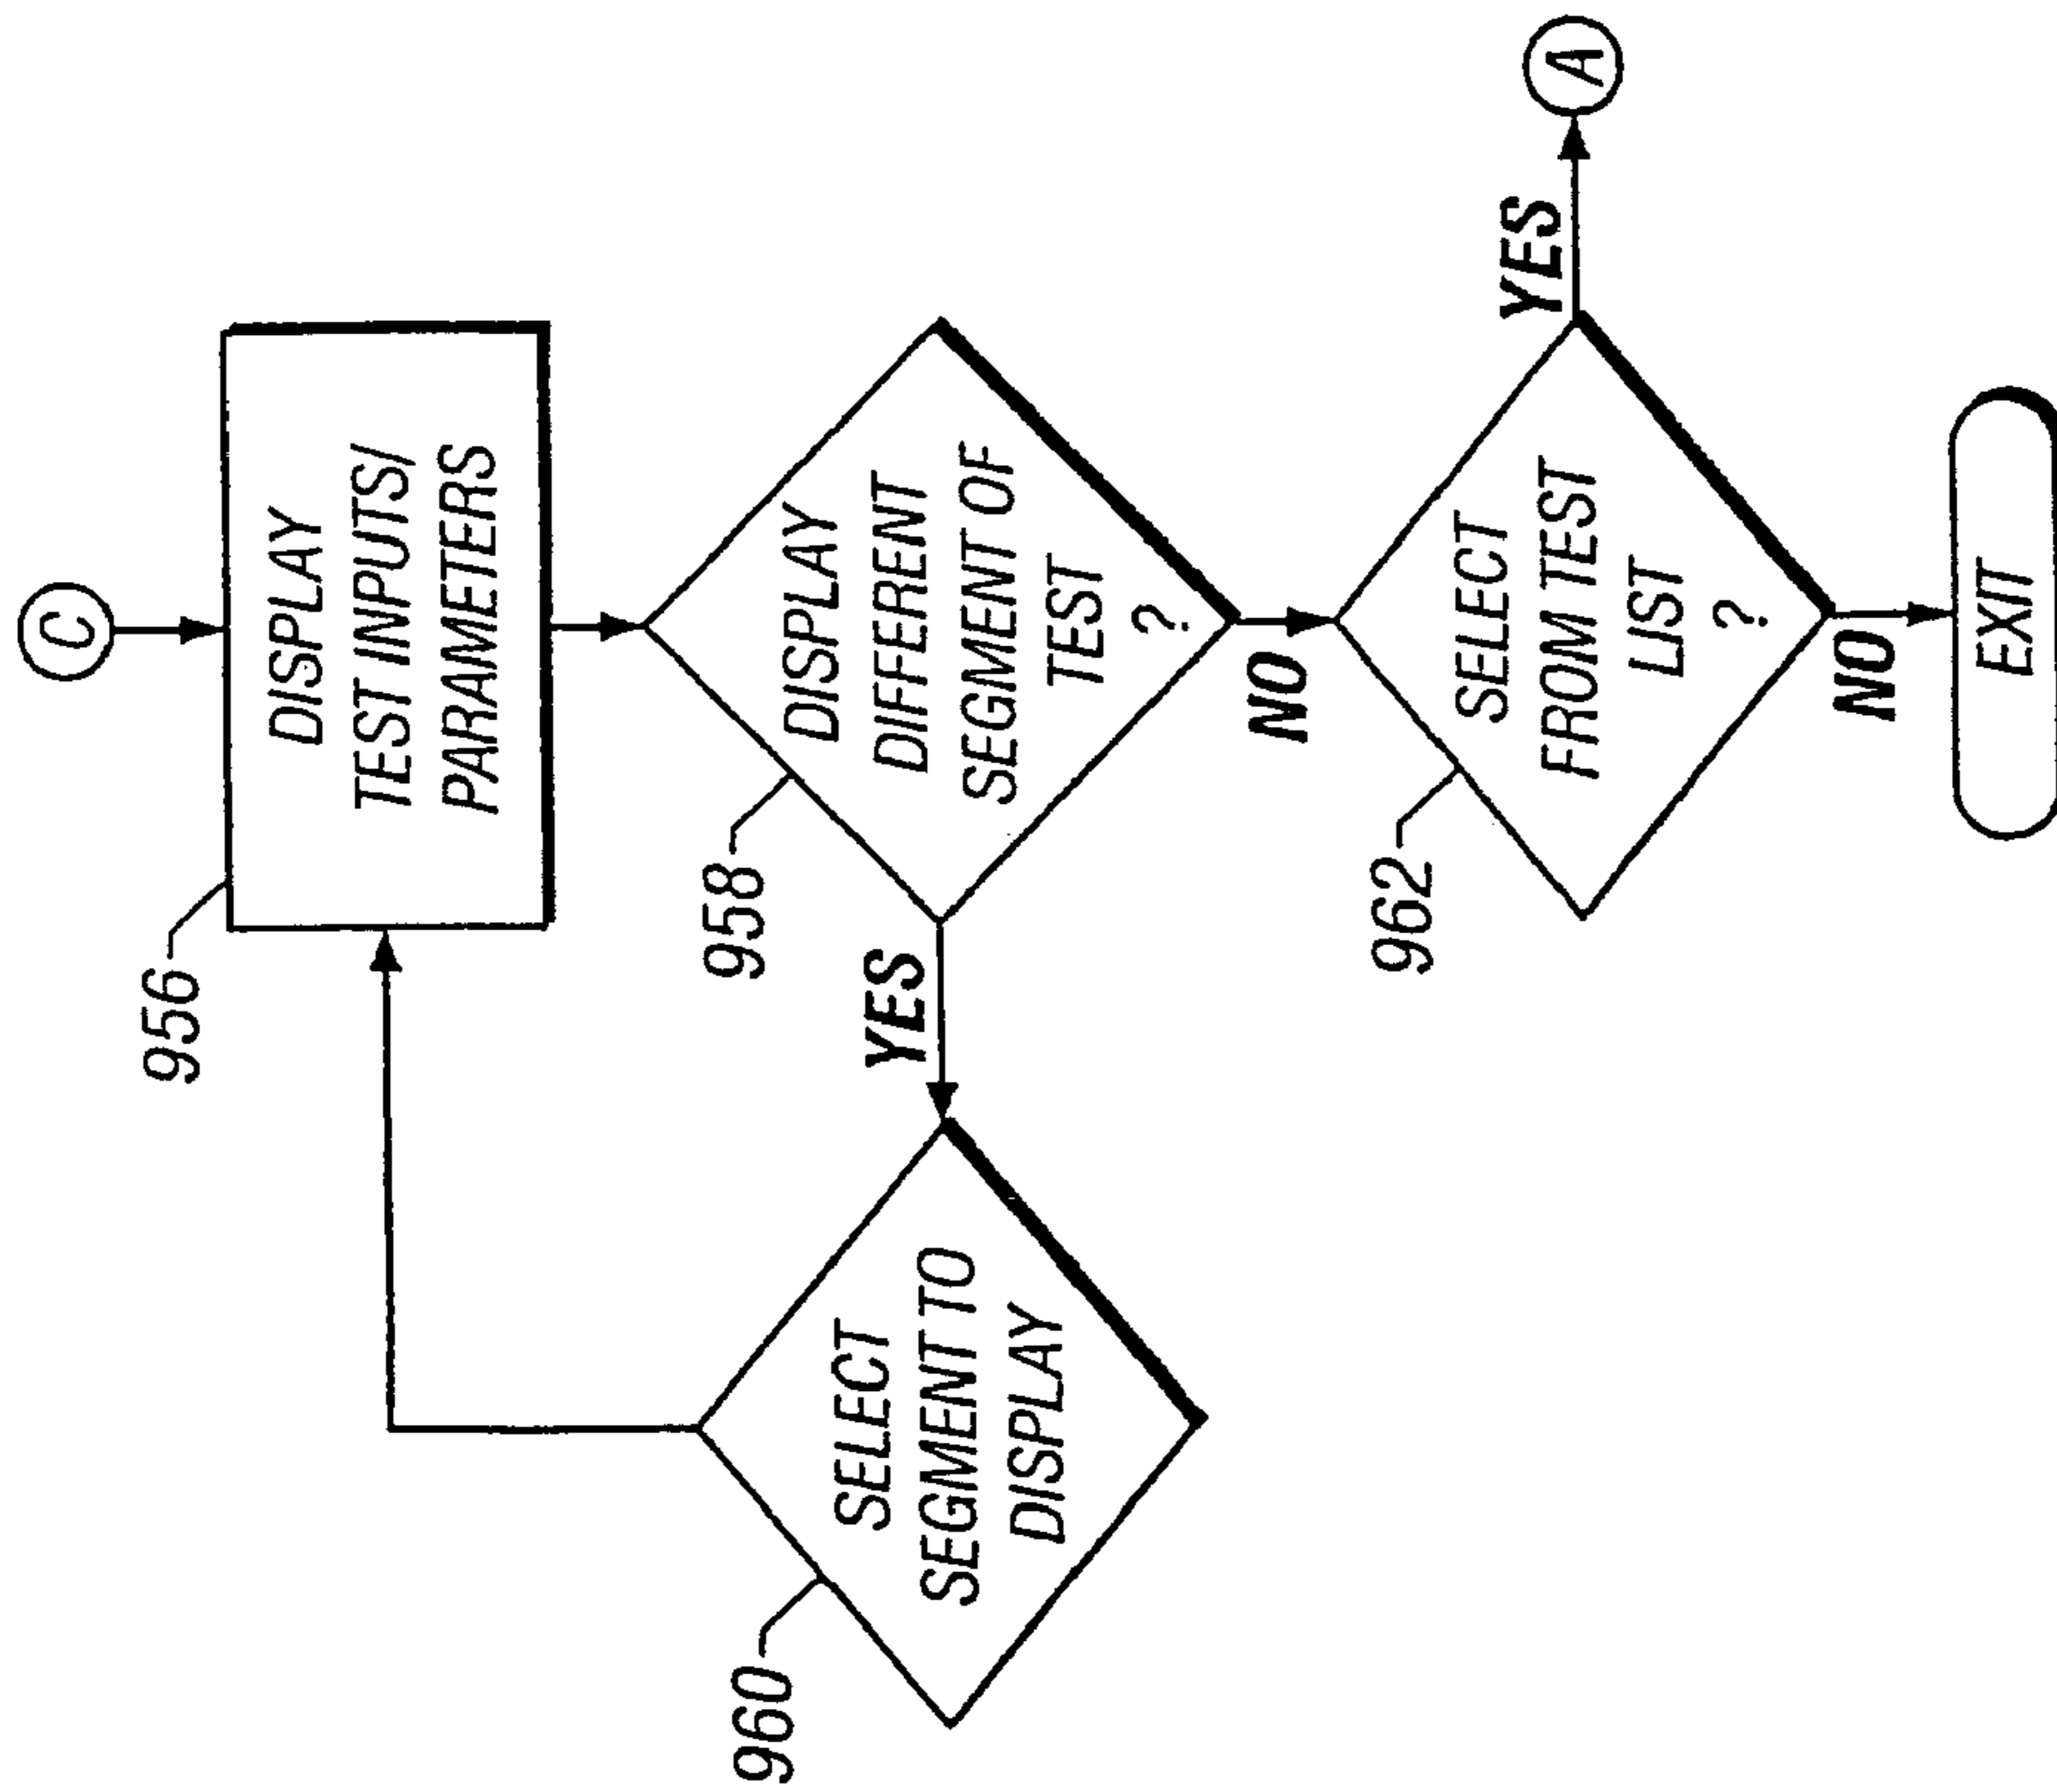 C
956
DISPLAY
TEST INPUTS/
PARAMETERS
958
DISPLAY
DIFFERENT
SEGMENT OF
TEST
?
YES
NO
960
SELECT
SEGMENT TO
DISPLAY
962
SELECT
FROM TEST
LIST
?
YES
A
NO
EXIT